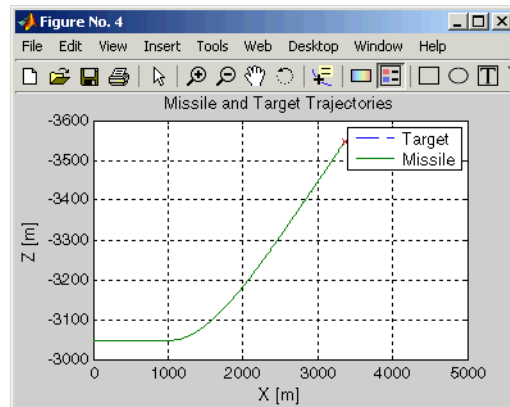 Figure No. 4
File Edit View Insert Tools Web Desktop Window Help
T
Missile and Target Trajectories
-3600
-3500
-3400
-3300
-3200
-3100
-3000
Z [m]
Target
Missile
0 1000 2000 3000 4000 5000
X [m]